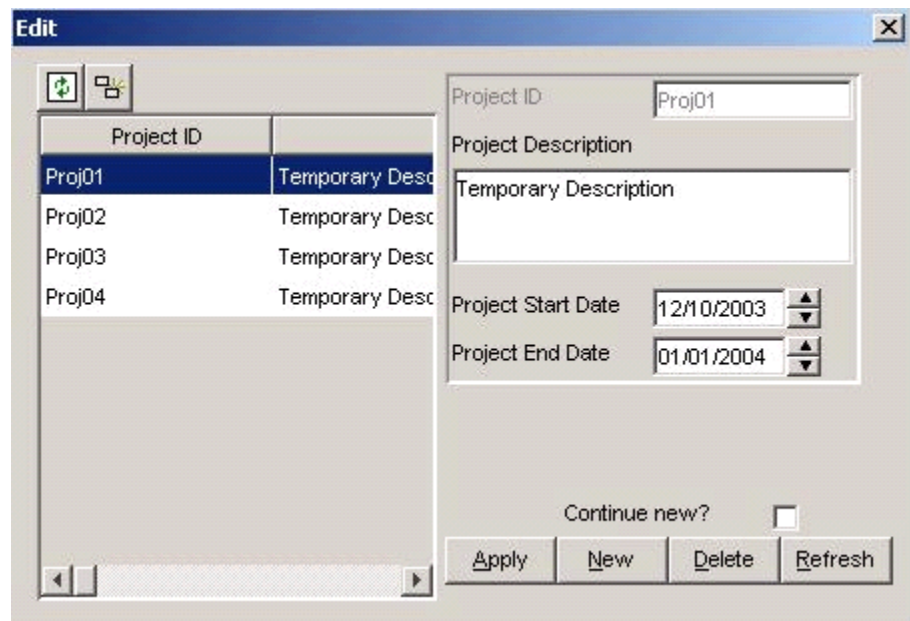 Edit
Project ID
Proj01 Temporary Desc
Proj02 Temporary Desc
Proj03 Temporary Desc
Proj04 Temporary Desc
Project ID Proj01
Project Description
Temporary Description
Project Start Date 12/10/2003
Project End Date 01/01/2004
Continue new?
Apply New Delete Refresh